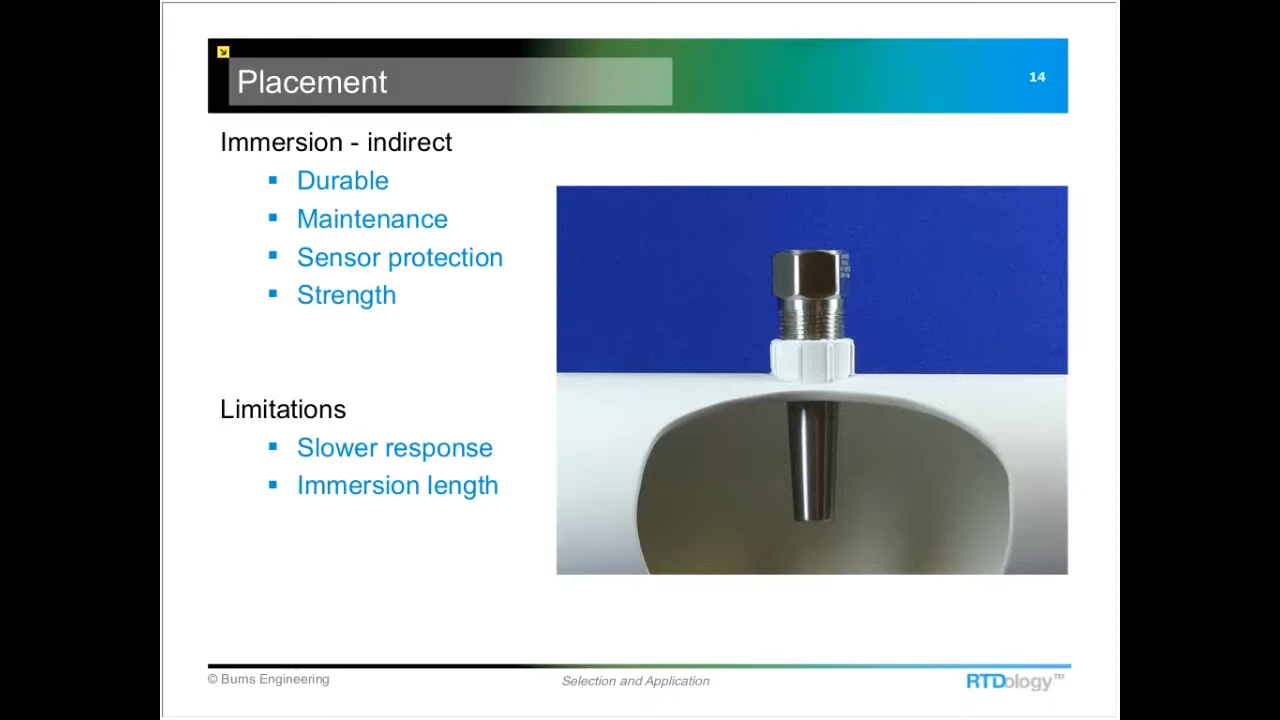 Placement
14
Immersion - indirect
Durable
Maintenance
Sensor protection
Strength
Limitations
Slower response
Immersion length
© Burns Engineering
Selection and Application
RTDology™